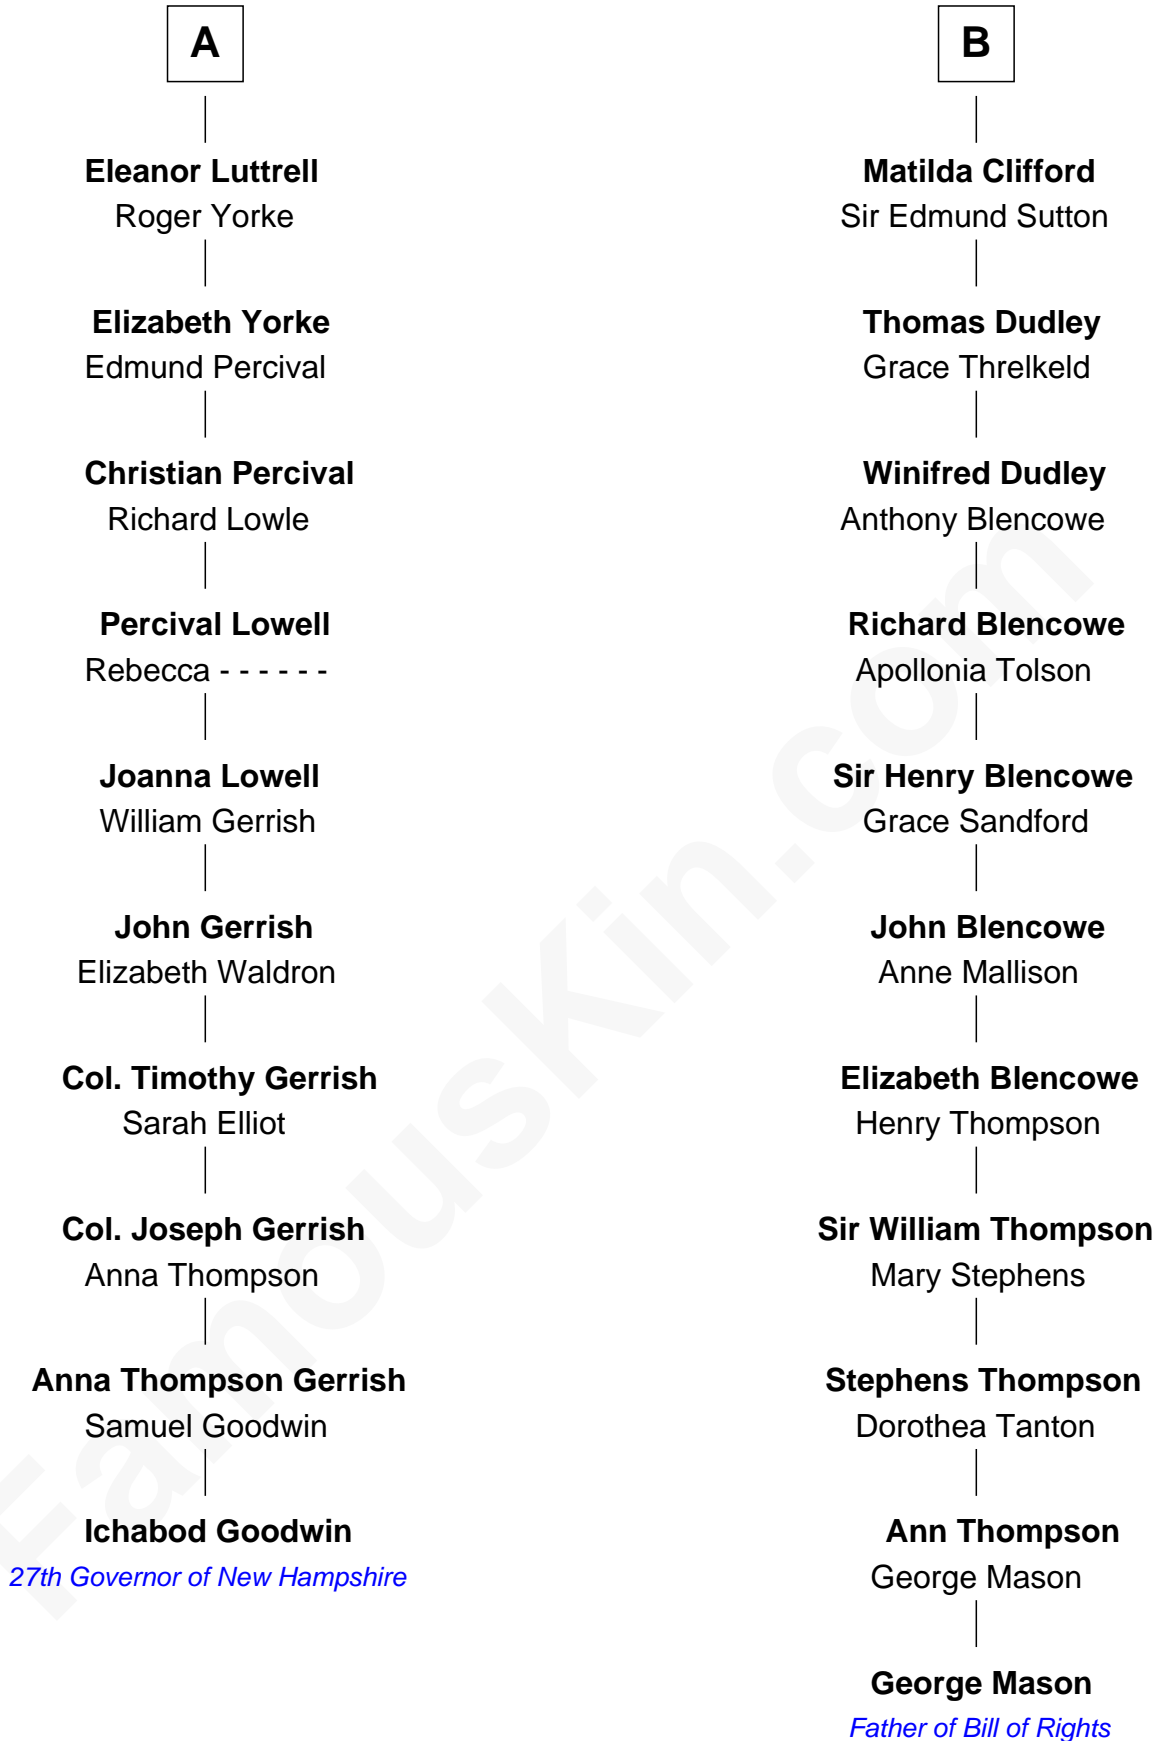 A
Eleanor Luttrell
Roger Yorke
Elizabeth Yorke
Edmund Percival
Christian Percival
Richard Lowle
Percival Lowell
Rebecca - - - - - -
Joanna Lowell
William Gerrish
John Gerrish
Elizabeth Waldron
Col. Timothy Gerrish
Sarah Elliot
Col. Joseph Gerrish
Anna Thompson
Anna Thompson Gerrish
Samuel Goodwin
Ichabod Goodwin
27th Governor of New Hampshire
B
Matilda Clifford
Sir Edmund Sutton
Thomas Dudley
Grace Threlkeld
Winifred Dudley
Anthony Blencowe
Richard Blencowe
Apollonia Tolson
Sir Henry Blencowe
Grace Sandford
John Blencowe
Anne Mallison
Elizabeth Blencowe
Henry Thompson
Sir William Thompson
Mary Stephens
Stephens Thompson
Dorothea Tanton
Ann Thompson
George Mason
George Mason
Father of Bill of Rights
FamousKin.com